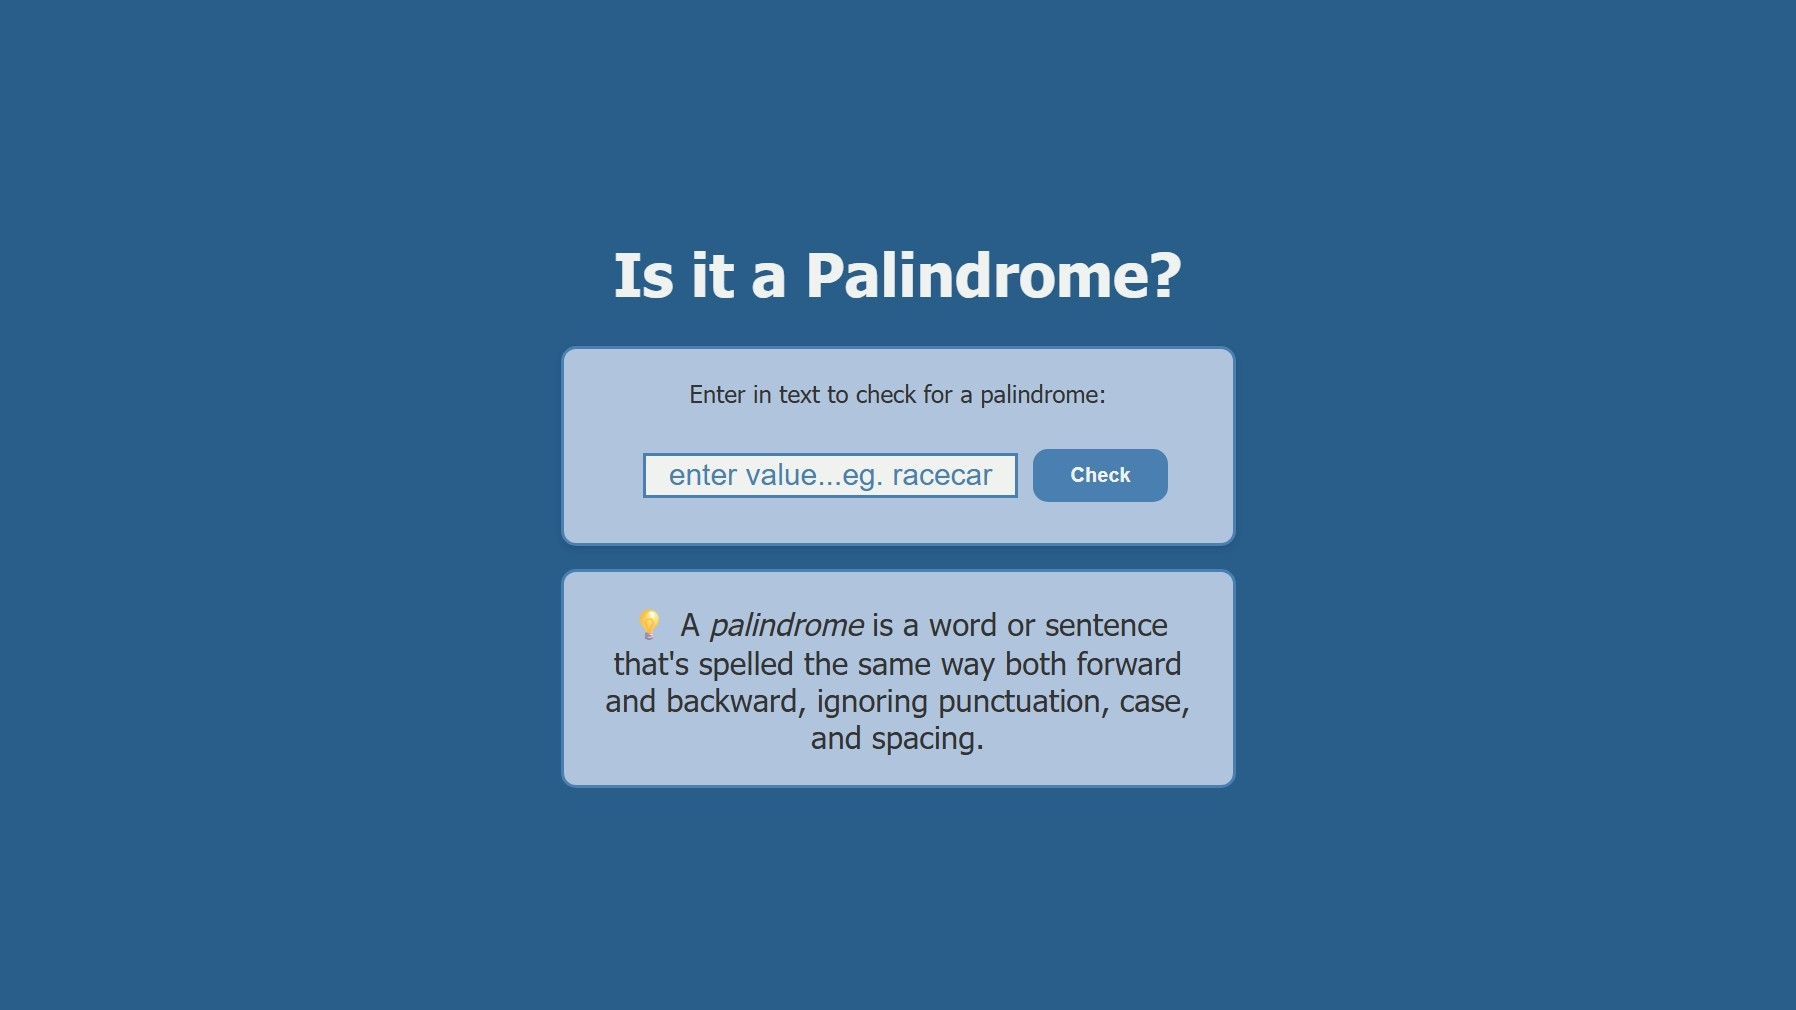 Is it a Palindrome?
Enter in text to check for a palindrome:
enter value...eg. racecar
Check
💡 A palindrome is a word or sentence
that's spelled the same way both forward
and backward, ignoring punctuation, case,
and spacing.